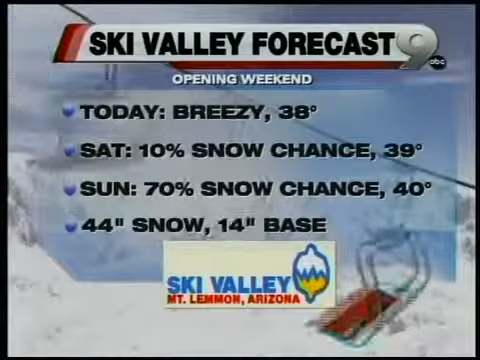 SKI VALLEY FORECAST 9
abc
OPENING WEEKEND
TODAY: BREEZY, 38°
SAT: 10% SNOW CHANCE, 39°
SUN: 70% SNOW CHANCE, 40°
44" SNOW, 14" BASE
SKI VALLEY
MT. LEMMON, ARIZONA